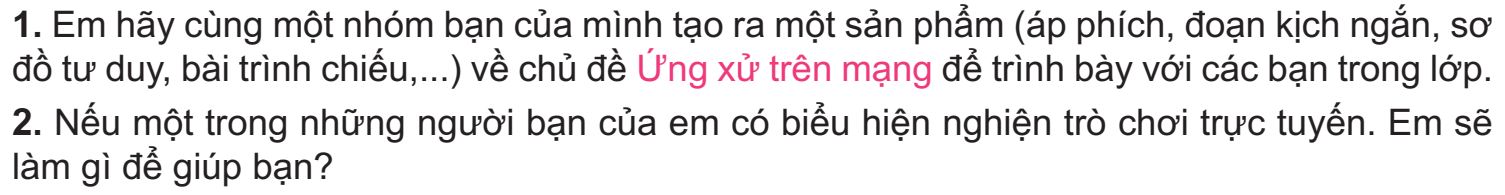 1. Em hãy cùng một nhóm bạn của mình tạo ra một sản phẩm (áp phích, đoạn kịch ngắn, sơ
đồ tư duy, bài trình chiếu,...) về chủ đề Ứng xử trên mạng để trình bày với các bạn trong lớp.
2. Nếu một trong những người bạn của em có biểu hiện nghiện trò chơi trực tuyến. Em sẽ
làm gì để giúp bạn?